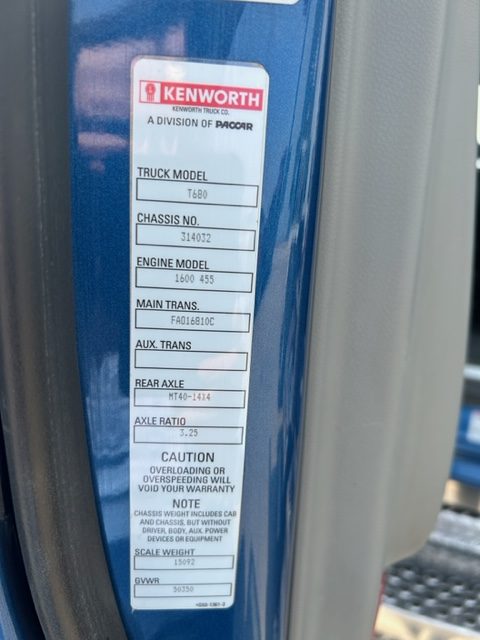 KENWORTH
KENWORTH TRUCK CO.
A DIVISION OF PACCAR
TRUCK MODEL
T680
CHASSIS NO.
314032
ENGINE MODEL
1600 455
MAIN TRANS.
FAO16810C
AUX. TRANS
REAR AXLE
MT40-14X4
AXLE RATIO
3.25
CAUTION
OVERLOADING OR
OVERSPEEDING WILL
VOID YOUR WARRANTY
NOTE
CHASSIS WEIGHT INCLUDES CAB
AND CHASSIS, BUT WITHOUT
DRIVER, BODY, AUX. POWER
DEVICES OR EQUIPMENT
SCALE WEIGHT
15092
GVWR
50350